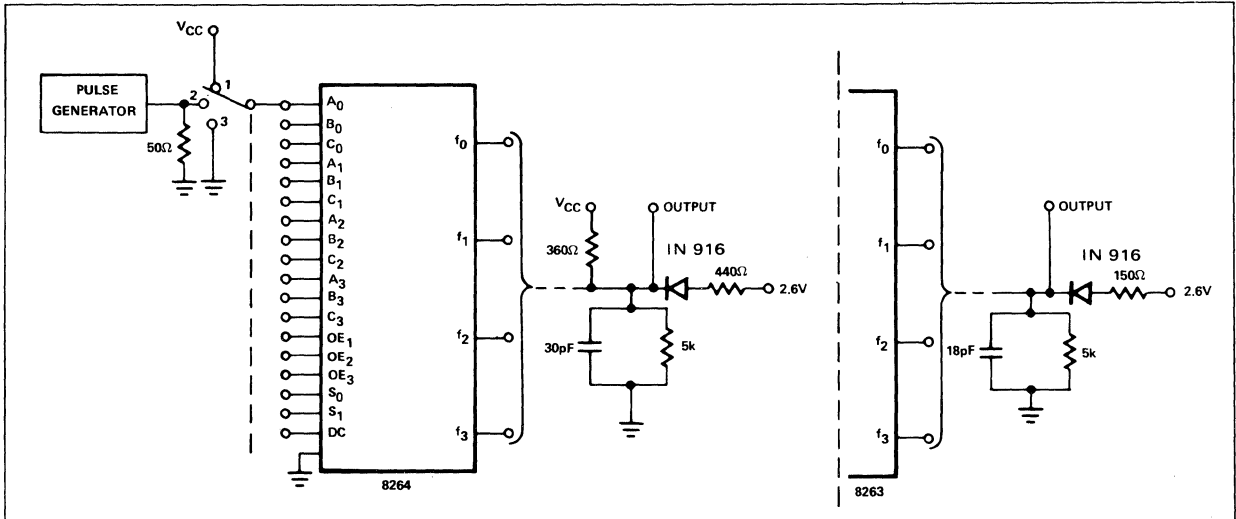 VCC
PULSE
GENERATOR
1
2
3
50Ω
A0
B0
C0
A1
B1
C1
A2
B2
C2
A3
B3
C3
OE1
OE2
OE3
S0
S1
DC
f0
f1
f2
f3
8264
VCC
360Ω
OUTPUT
IN 916
440Ω
2.6V
30pF
5k
f0
f1
f2
f3
8263
OUTPUT
IN 916
150Ω
2.6V
18pF
5k